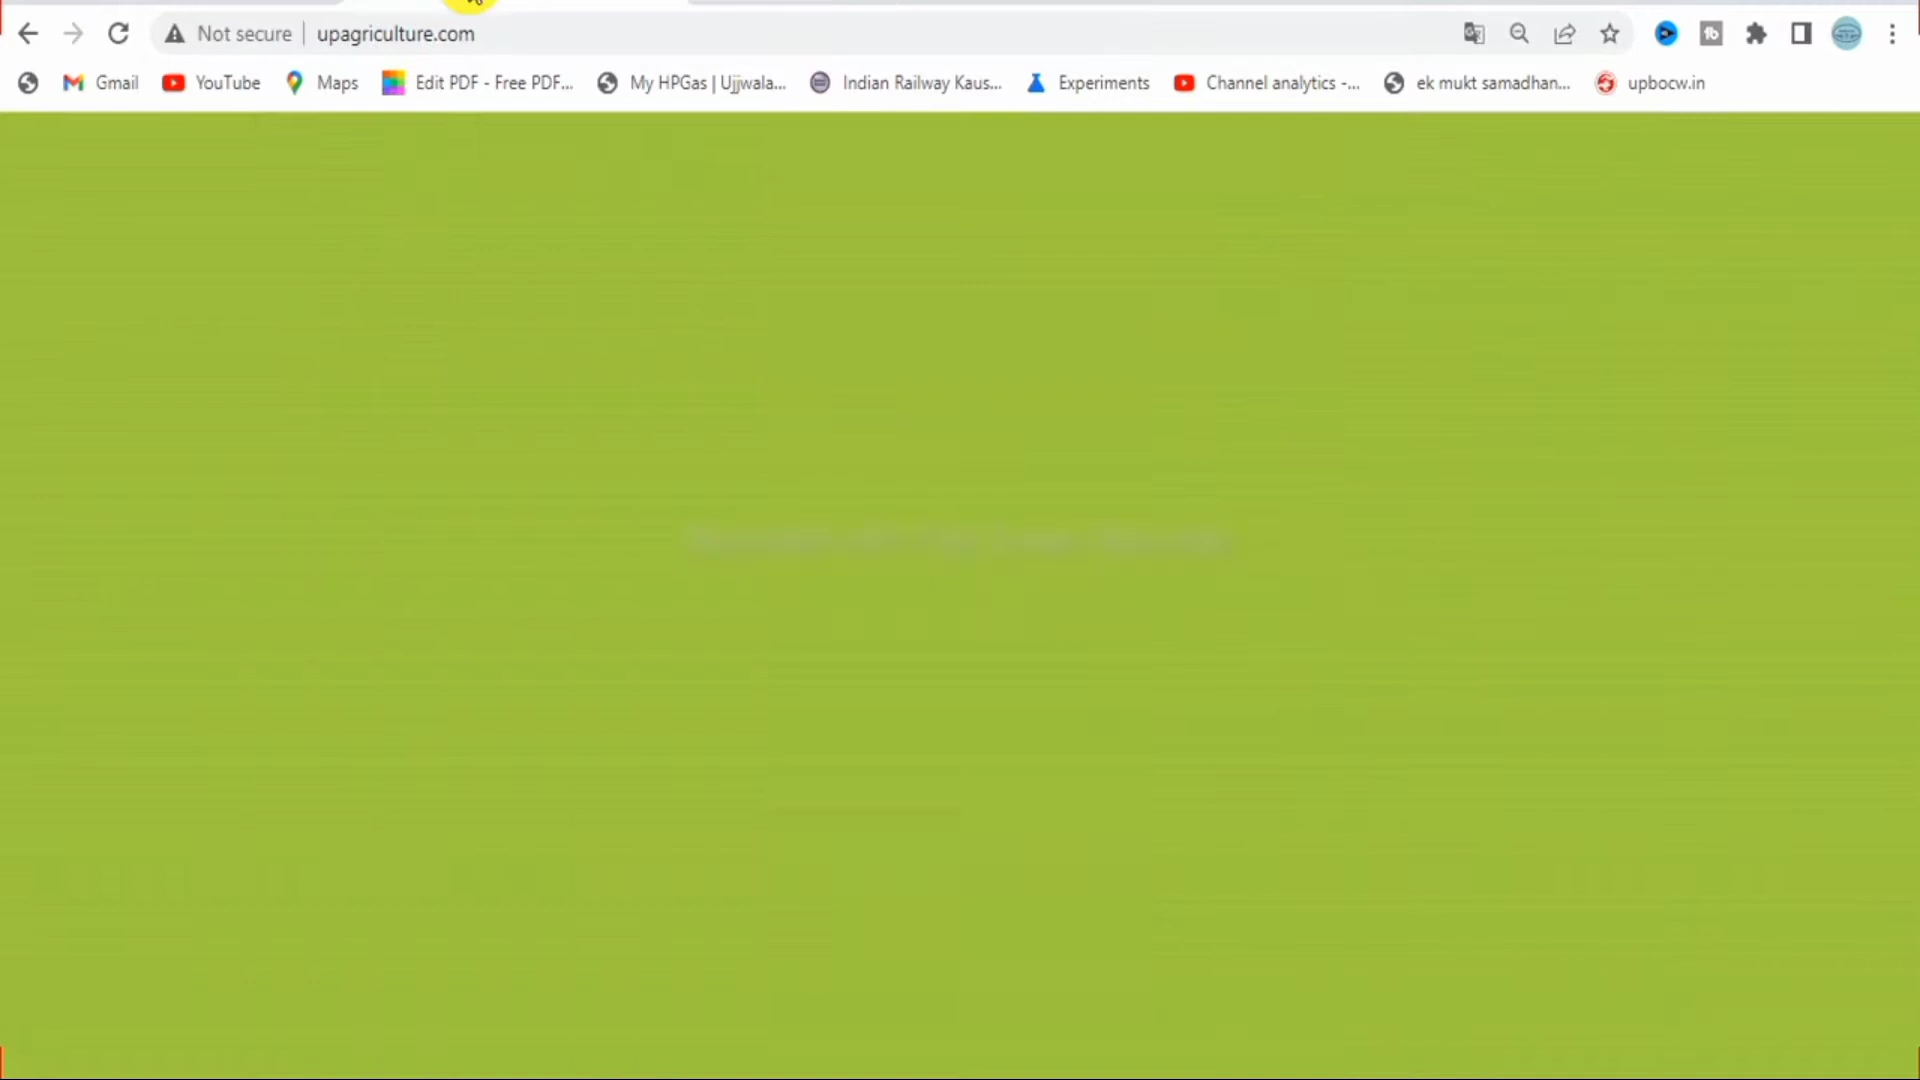 Not secure | upagriculture.com
Gmail YouTube Maps Edit PDF - Free PDF... My HPGas | Ujjwala... Indian Railway Kaus... Experiments Channel analytics -... ek mukt samadhan... upbocw.in